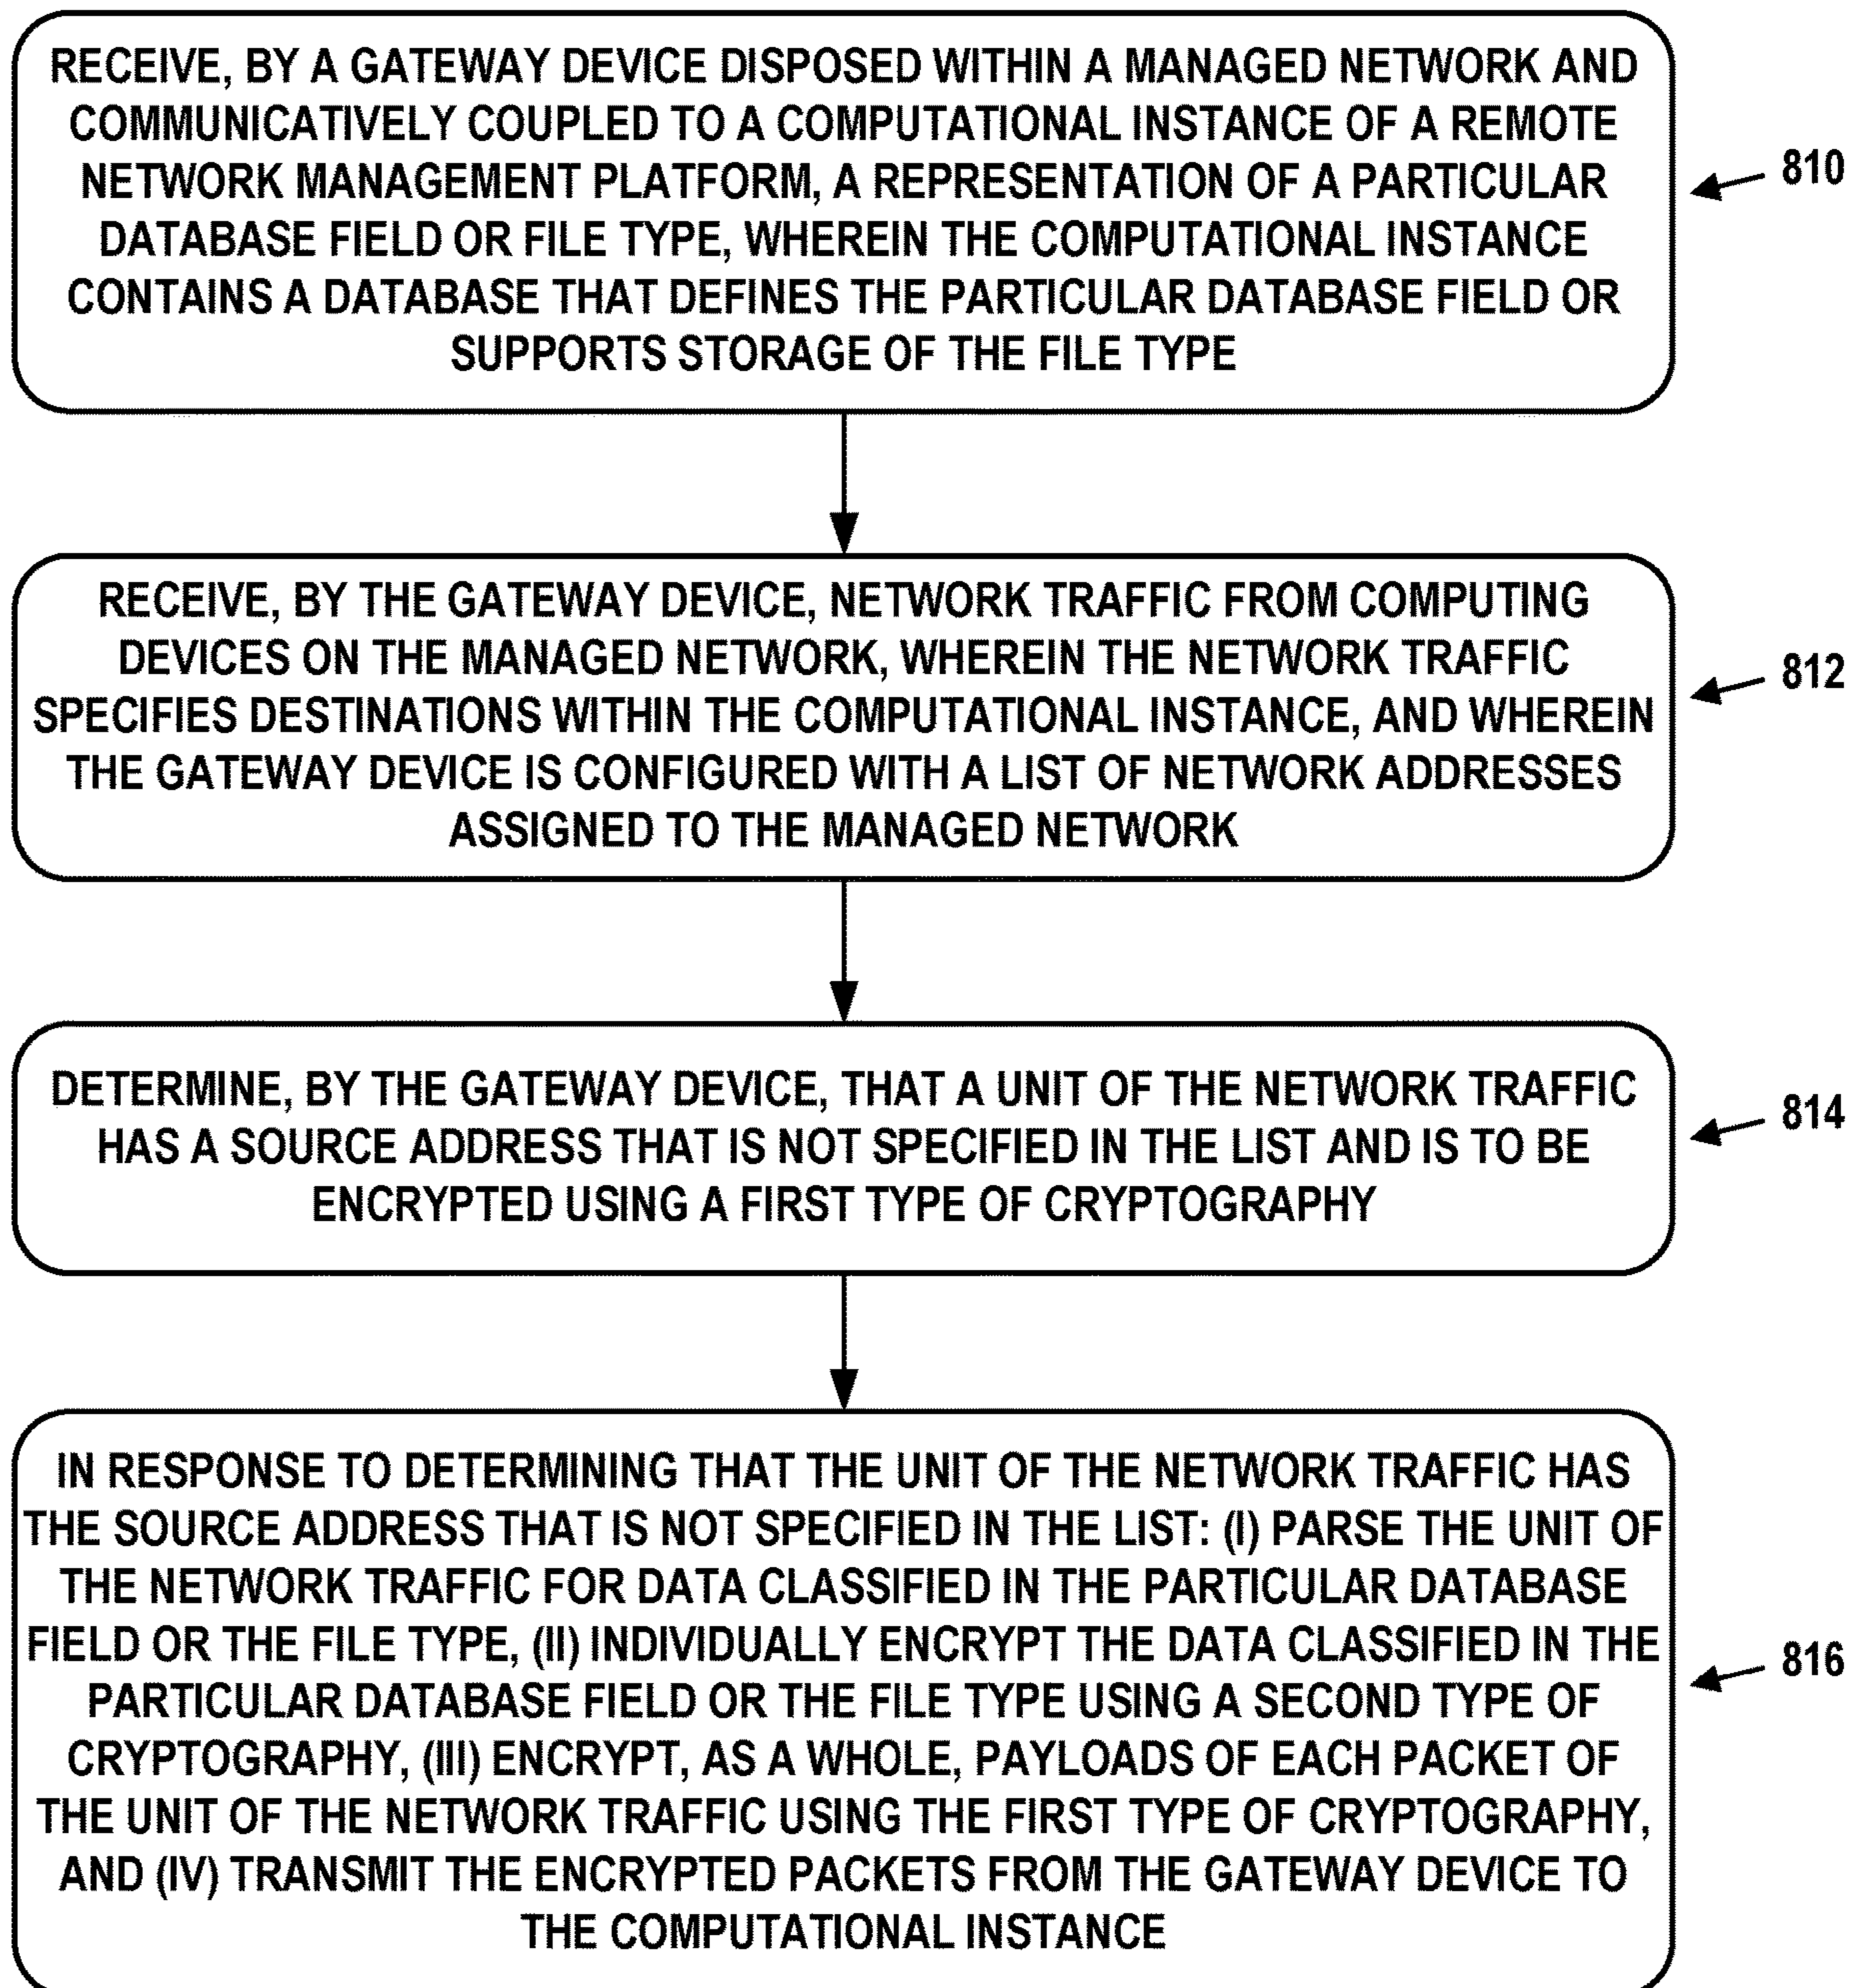 RECEIVE, BY A GATEWAY DEVICE DISPOSED WITHIN A MANAGED NETWORK AND
COMMUNICATIVELY COUPLED TO A COMPUTATIONAL INSTANCE OF A REMOTE
NETWORK MANAGEMENT PLATFORM, A REPRESENTATION OF A PARTICULAR
DATABASE FIELD OR FILE TYPE, WHEREIN THE COMPUTATIONAL INSTANCE
CONTAINS A DATABASE THAT DEFINES THE PARTICULAR DATABASE FIELD OR
SUPPORTS STORAGE OF THE FILE TYPE
810
RECEIVE, BY THE GATEWAY DEVICE, NETWORK TRAFFIC FROM COMPUTING
DEVICES ON THE MANAGED NETWORK, WHEREIN THE NETWORK TRAFFIC
SPECIFIES DESTINATIONS WITHIN THE COMPUTATIONAL INSTANCE, AND WHEREIN
THE GATEWAY DEVICE IS CONFIGURED WITH A LIST OF NETWORK ADDRESSES
ASSIGNED TO THE MANAGED NETWORK
812
DETERMINE, BY THE GATEWAY DEVICE, THAT A UNIT OF THE NETWORK TRAFFIC
HAS A SOURCE ADDRESS THAT IS NOT SPECIFIED IN THE LIST AND IS TO BE
ENCRYPTED USING A FIRST TYPE OF CRYPTOGRAPHY
814
IN RESPONSE TO DETERMINING THAT THE UNIT OF THE NETWORK TRAFFIC HAS
THE SOURCE ADDRESS THAT IS NOT SPECIFIED IN THE LIST: (I) PARSE THE UNIT OF
THE NETWORK TRAFFIC FOR DATA CLASSIFIED IN THE PARTICULAR DATABASE
FIELD OR THE FILE TYPE, (II) INDIVIDUALLY ENCRYPT THE DATA CLASSIFIED IN THE
PARTICULAR DATABASE FIELD OR THE FILE TYPE USING A SECOND TYPE OF
CRYPTOGRAPHY, (III) ENCRYPT, AS A WHOLE, PAYLOADS OF EACH PACKET OF
THE UNIT OF THE NETWORK TRAFFIC USING THE FIRST TYPE OF CRYPTOGRAPHY,
AND (IV) TRANSMIT THE ENCRYPTED PACKETS FROM THE GATEWAY DEVICE TO
THE COMPUTATIONAL INSTANCE
816